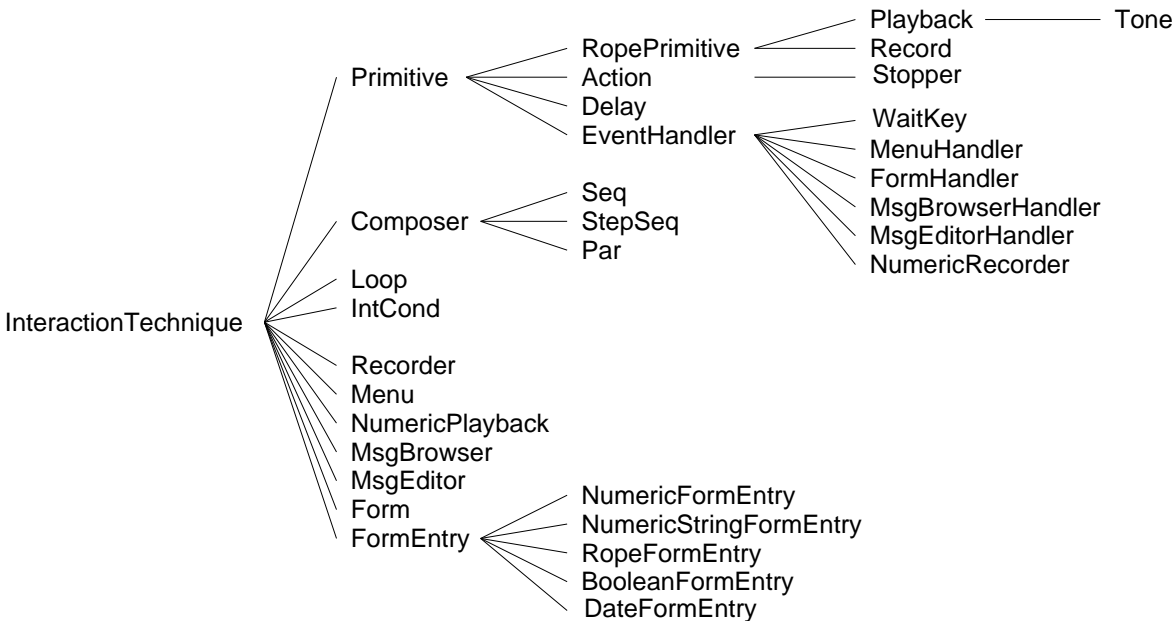 Playback Tone
RopePrimitive Record
Primitive Action Stopper
Delay
EventHandler WaitKey
MenuHandler
FormHandler
Seq MsgBrowserHandler
Composer StepSeq MsgEditorHandler
Par NumericRecorder
Loop
IntCond
InteractionTechnique
Recorder
Menu
NumericPlayback
MsgBrowser
MsgEditor
NumericFormEntry
Form NumericStringFormEntry
FormEntry RopeFormEntry
BooleanFormEntry
DateFormEntry